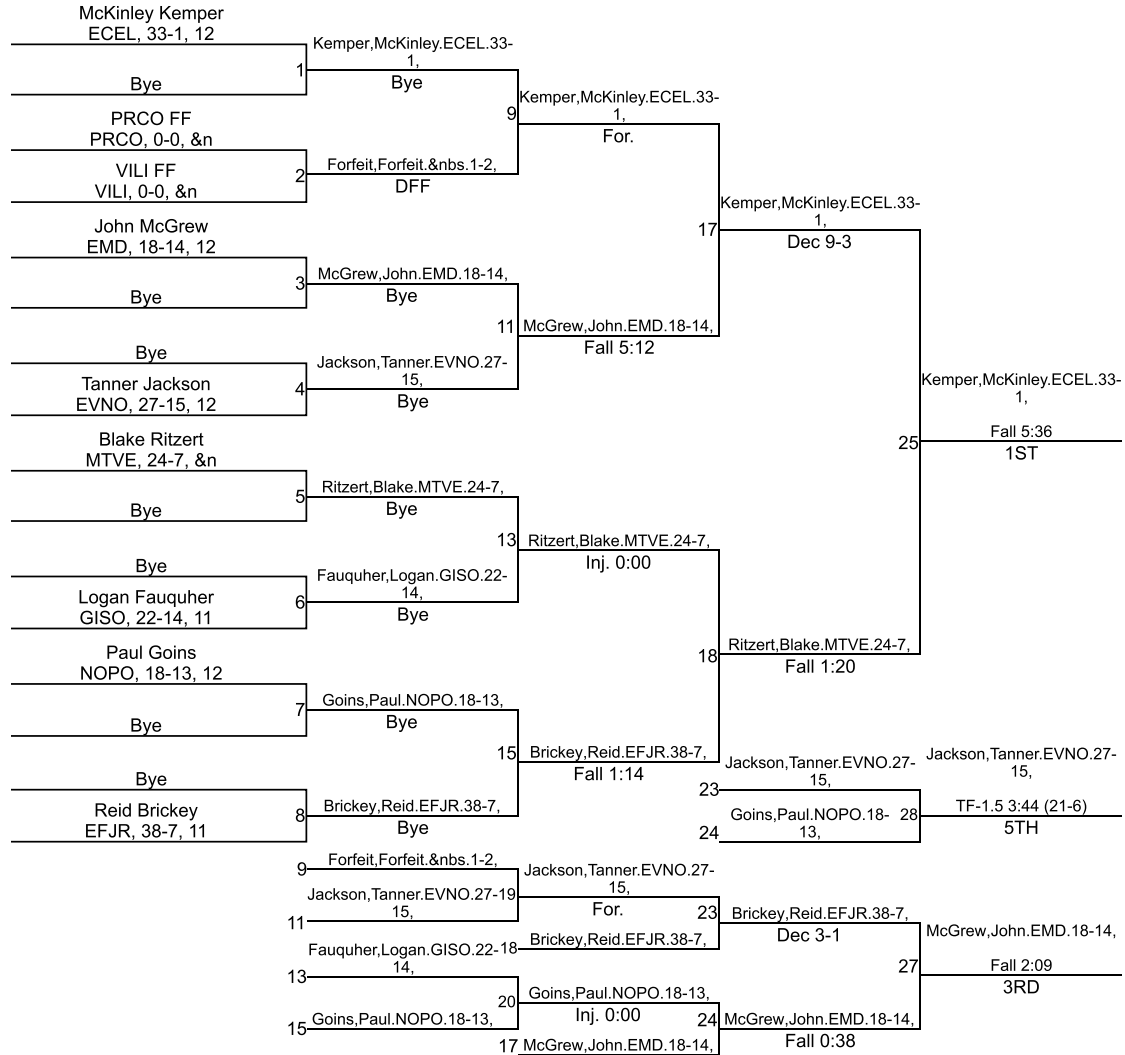 McKinley Kemper
ECEL, 33-1, 12
Bye
PRCO FF
PRCO, 0-0, &n
VILI FF
VILI, 0-0, &n
John McGrew
EMD, 18-14, 12
Bye
Bye
Tanner Jackson
EVNO, 27-15, 12
Blake Ritzert
MTVE, 24-7, &n
Bye
Bye
Logan Fauquher
GISO, 22-14, 11
Paul Goins
NOPO, 18-13, 12
Bye
Bye
Reid Brickey
EFJR, 38-7, 11
1
2
3
4
5
6
7
8
Kemper,McKinley.ECEL.33-
1,
Bye
Forfeit,Forfeit.&nbs.1-2,
DFF
McGrew,John.EMD.18-14,
Bye
Jackson,Tanner.EVNO.27-
15,
Bye
Ritzert,Blake.MTVE.24-7,
Bye
Fauquher,Logan.GISO.22-
14,
Bye
Goins,Paul.NOPO.18-13,
Bye
Brickey,Reid.EFJR.38-7,
Bye
9
11
13
15
Kemper,McKinley.ECEL.33-
1,
For.
McGrew,John.EMD.18-14,
Fall 5:12
Ritzert,Blake.MTVE.24-7,
Inj. 0:00
Brickey,Reid.EFJR.38-7,
Fall 1:14
17
18
Kemper,McKinley.ECEL.33-
1,
Dec 9-3
Ritzert,Blake.MTVE.24-7,
Fall 1:20
25
Kemper,McKinley.ECEL.33-
1,
Fall 5:36
1ST
23
Jackson,Tanner.EVNO.27-
15,
24
Goins,Paul.NOPO.18-
13,
28
Jackson,Tanner.EVNO.27-
15,
TF-1.5 3:44 (21-6)
5TH
9
Forfeit,Forfeit.&nbs.1-2,
11
Jackson,Tanner.EVNO.27-
15,
19
Jackson,Tanner.EVNO.27-
15,
For.
18
Brickey,Reid.EFJR.38-7,
23
Brickey,Reid.EFJR.38-7,
Dec 3-1
13
Fauquher,Logan.GISO.22-
14,
15
Goins,Paul.NOPO.18-13,
20
Goins,Paul.NOPO.18-13,
Inj. 0:00
17
McGrew,John.EMD.18-14,
24
McGrew,John.EMD.18-14,
Fall 0:38
27
McGrew,John.EMD.18-14,
Fall 2:09
3RD